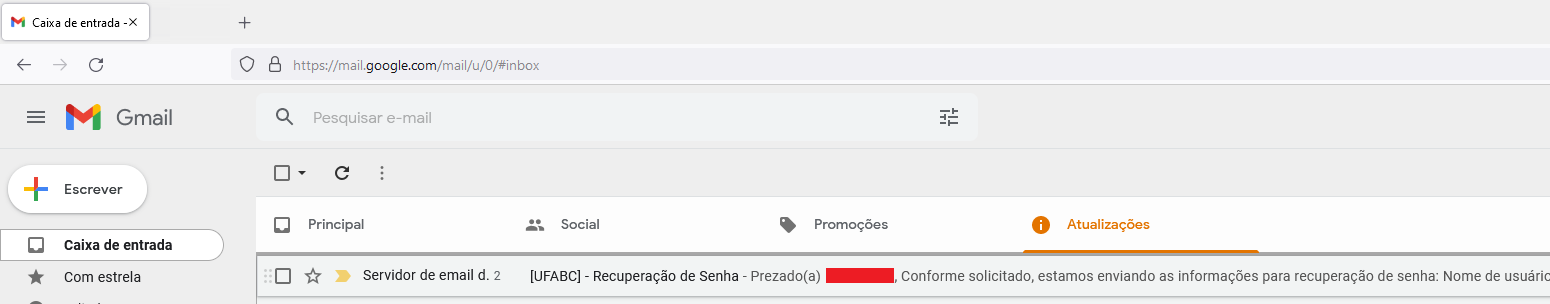 Caixa de entrada -
https://mail.google.com/mail/u/0/#inbox
Gmail
Pesquisar e-mail
Escrever
Principal Social Promoções Atualizações
Caixa de entrada
Servidor de email d. 2 [UFABC] - Recuperação de Senha - Prezado(a) , Conforme solicitado, estamos enviando as informações para recuperação de senha: Nome de usuário
Com estrela